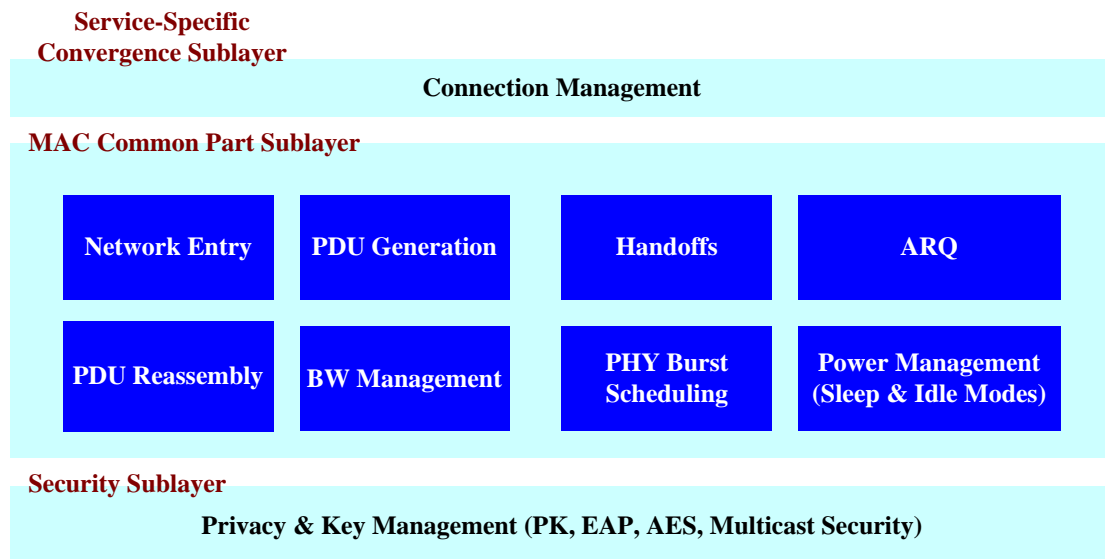 Service-Specific
Convergence Sublayer
Connection Management
MAC Common Part Sublayer
Network Entry
PDU Generation
Handoffs
ARQ
PDU Reassembly
BW Management
PHY Burst
Scheduling
Power Management
(Sleep & Idle Modes)
Security Sublayer
Privacy & Key Management (PK, EAP, AES, Multicast Security)